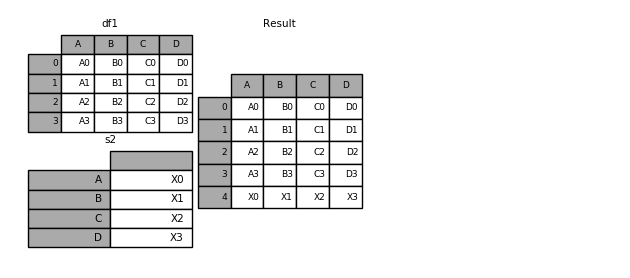 df1
A B C D
0 A0 B0 C0 D0
1 A1 B1 C1 D1
2 A2 B2 C2 D2
3 A3 B3 C3 D3
s2
A X0
B X1
C X2
D X3
Result
A B C D
0 A0 B0 C0 D0
1 A1 B1 C1 D1
2 A2 B2 C2 D2
3 A3 B3 C3 D3
4 X0 X1 X2 X3